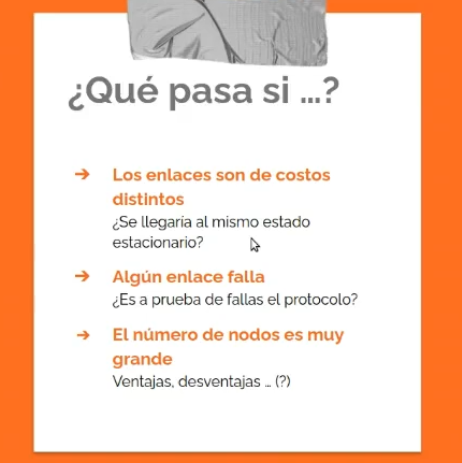 ¿Qué pasa si ...?
➔ Los enlaces son de costos
distintos
¿Se llegaría al mismo estado
estacionario?
➔ Algún enlace falla
¿Es a prueba de fallas el protocolo?
➔ El número de nodos es muy
grande
Ventajas, desventajas ... (?)